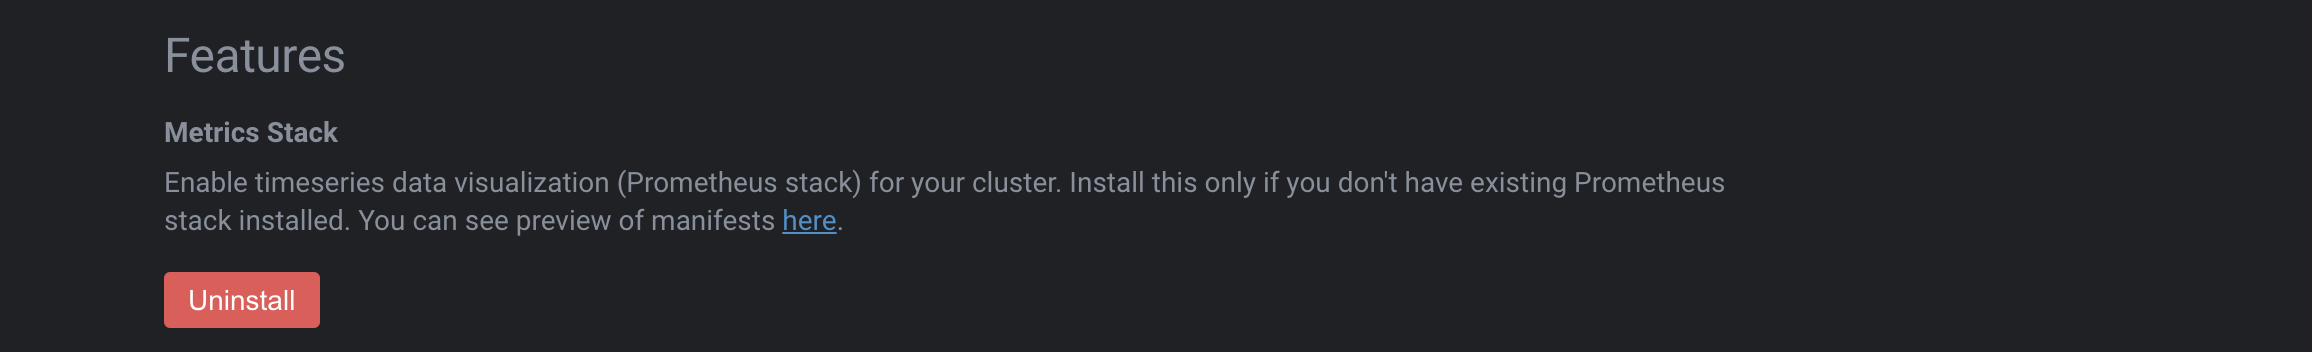 Features
Metrics Stack
Enable timeseries data visualization (Prometheus stack) for your cluster. Install this only if you don't have existing Prometheus
stack installed. You can see preview of manifests here.
Uninstall